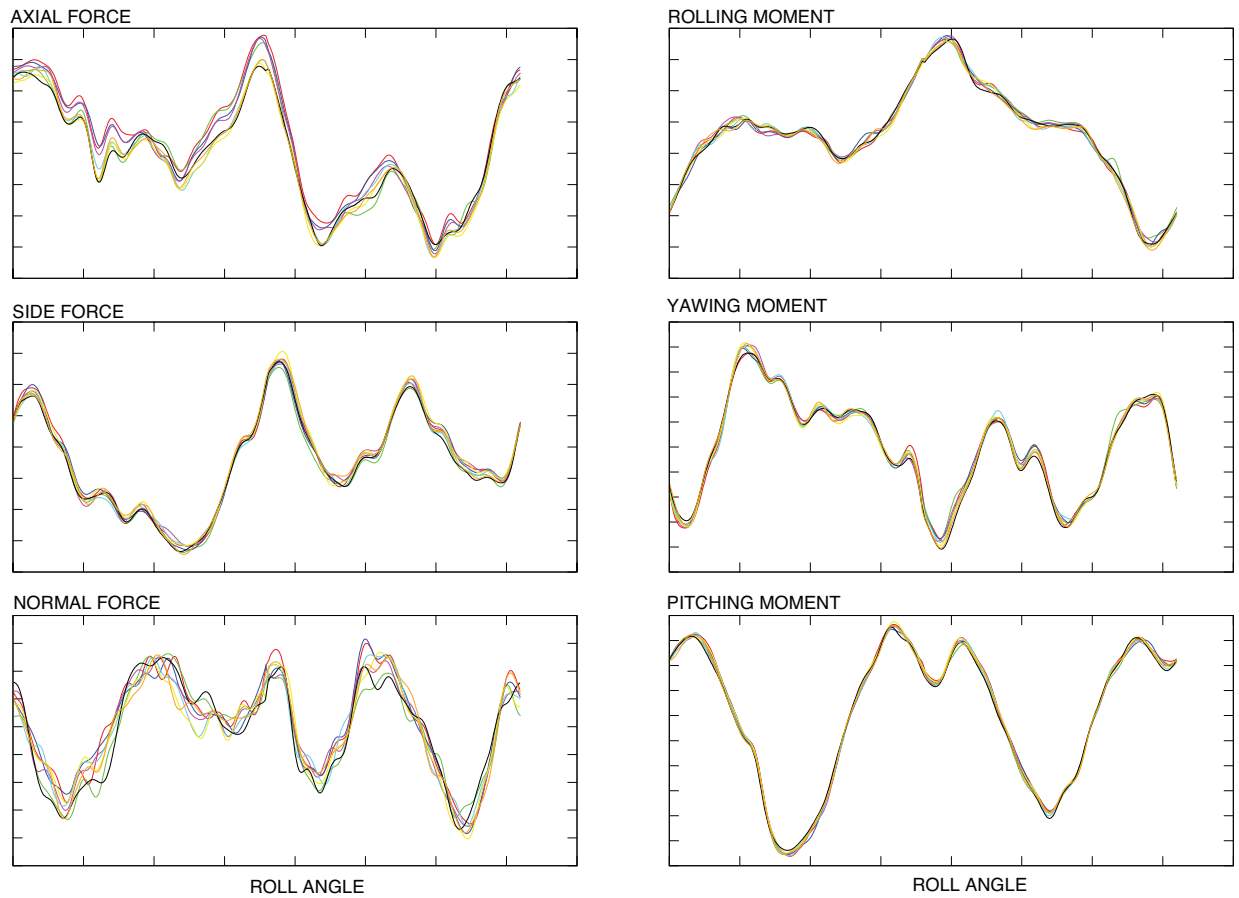 AXIAL FORCE
ROLLING MOMENT
SIDE FORCE
YAWING MOMENT
NORMAL FORCE
PITCHING MOMENT
ROLL ANGLE
ROLL ANGLE